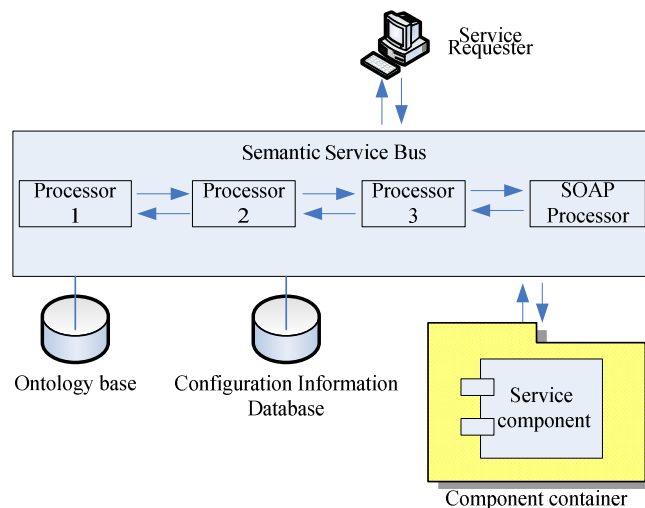 Service
Requester
Semantic Service Bus
Processor
1
Processor
2
Processor
3
SOAP
Processor
Ontology base
Configuration Information
Database
Service
component
Component container